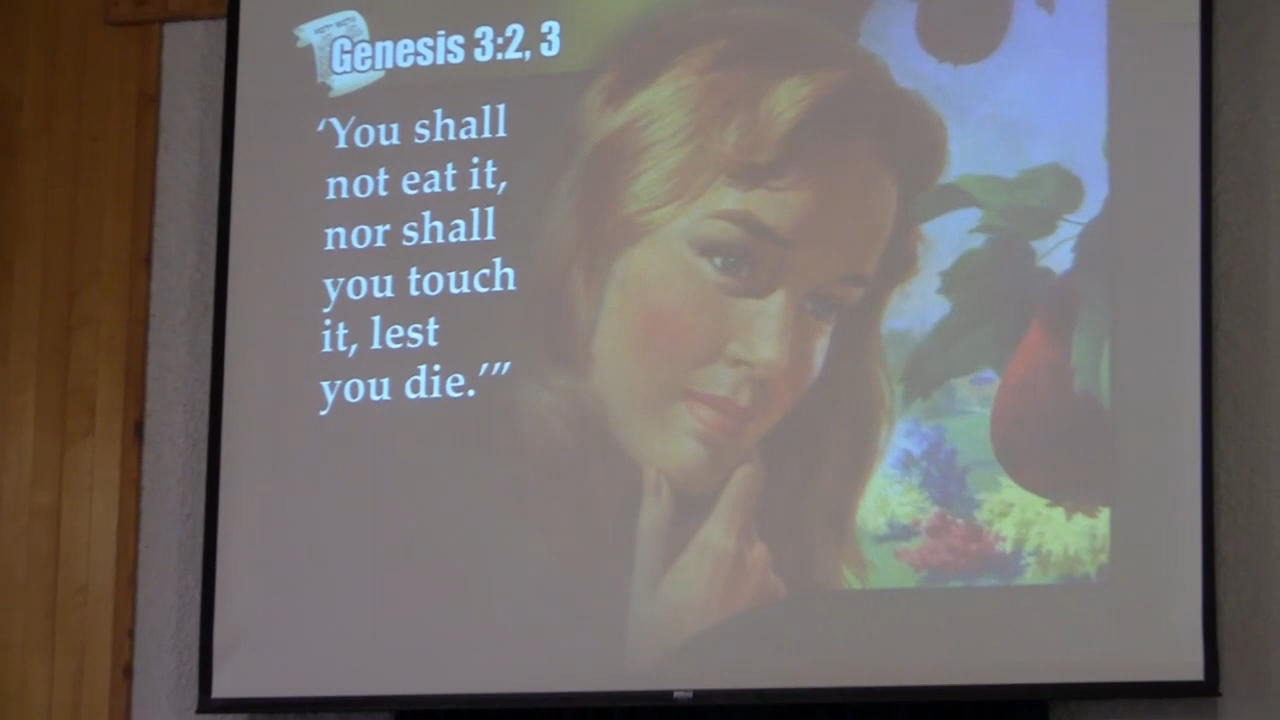 Genesis 3:2, 3
‘You shall
not eat it,
nor shall
you touch
it, lest
you die.’”